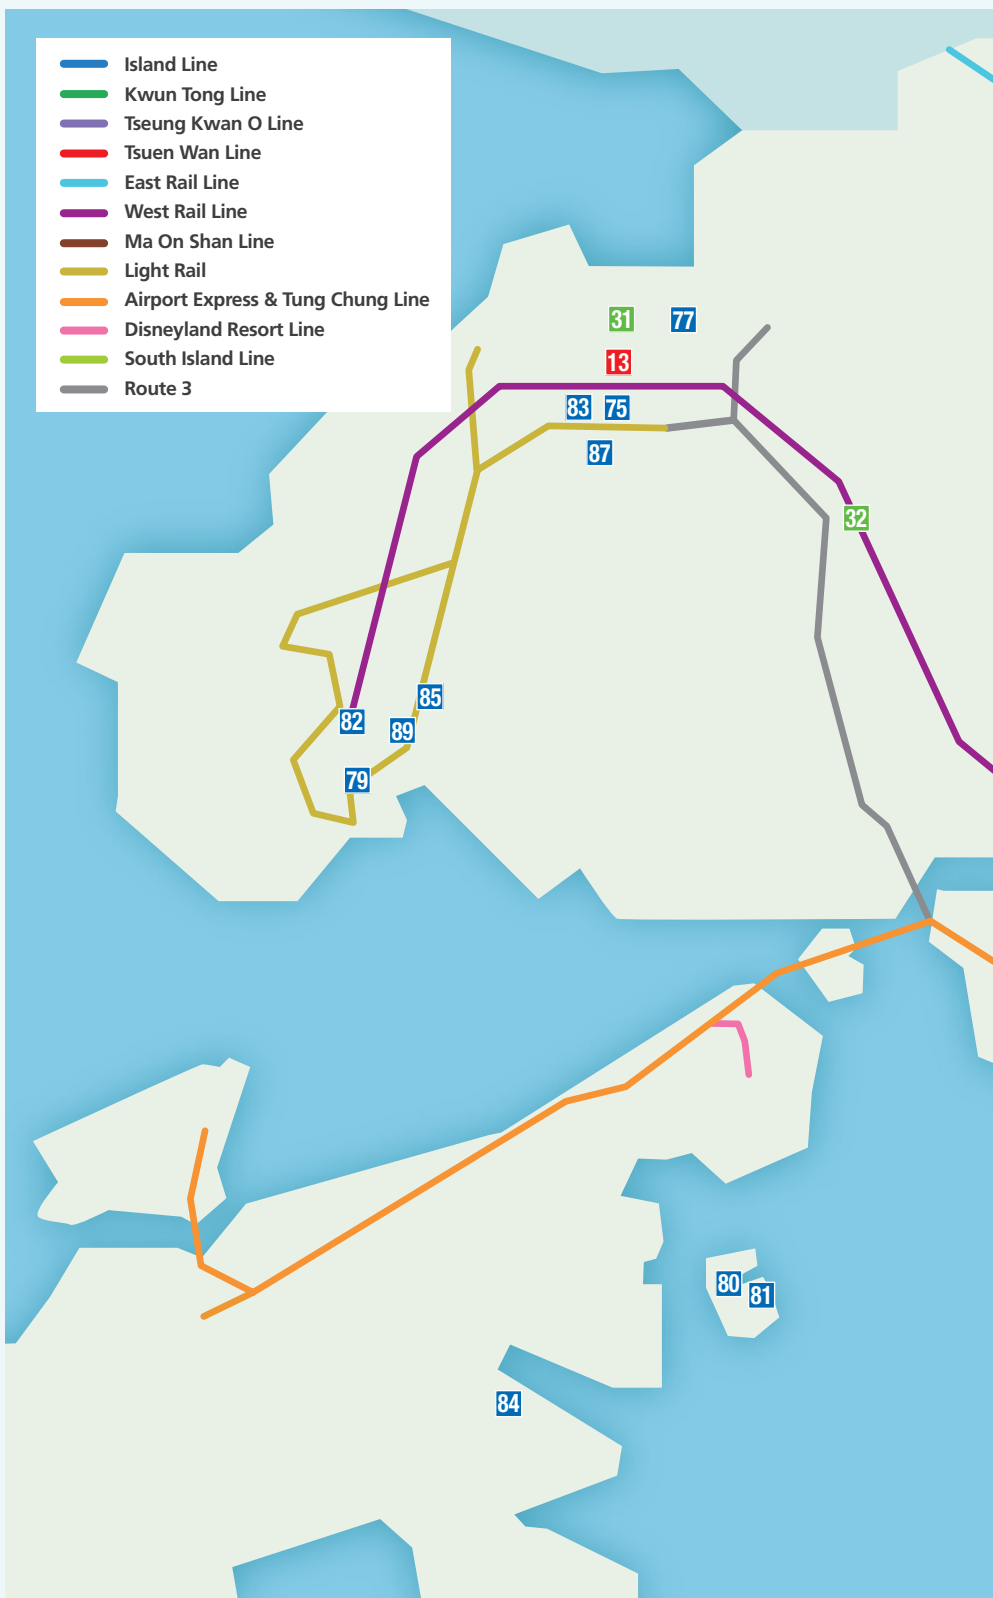 Island Line
Kwun Tong Line
Tseung Kwan O Line
Tsuen Wan Line
East Rail Line
West Rail Line
Ma On Shan Line
Light Rail
Airport Express & Tung Chung Line
Disneyland Resort Line
South Island Line
Route 3
31 77
13
83 75
87
32
85
82
89
79
80
81
84